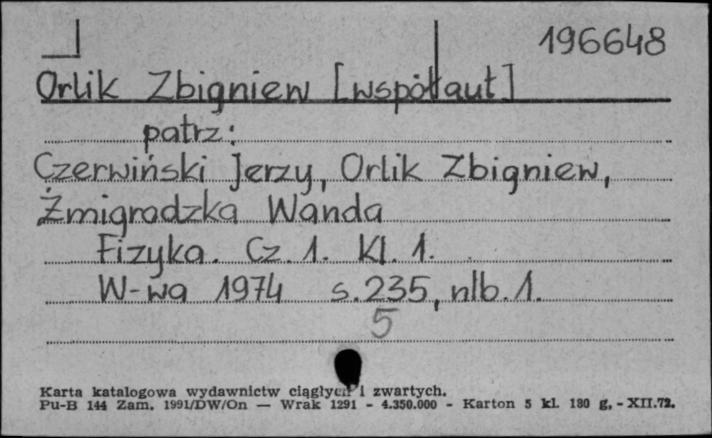 196648
Orlik Zbigniew [współaut]
patrz:
Czerwiński Jerzy, Orlik Zbigniew,
Żmigrodzka Wanda
Fizyka. Cz. 1. Kl. 1.
W-wa 1974 s. 235, nlb. 1.
5
Karta katalogowa wydawnictw ciągłych i zwartych.
Pu-B 144 Zam. 1991/DW/On — Wrak 1291 - 4.350.000 - Karton 5 kl. 180 g. - XII.72.